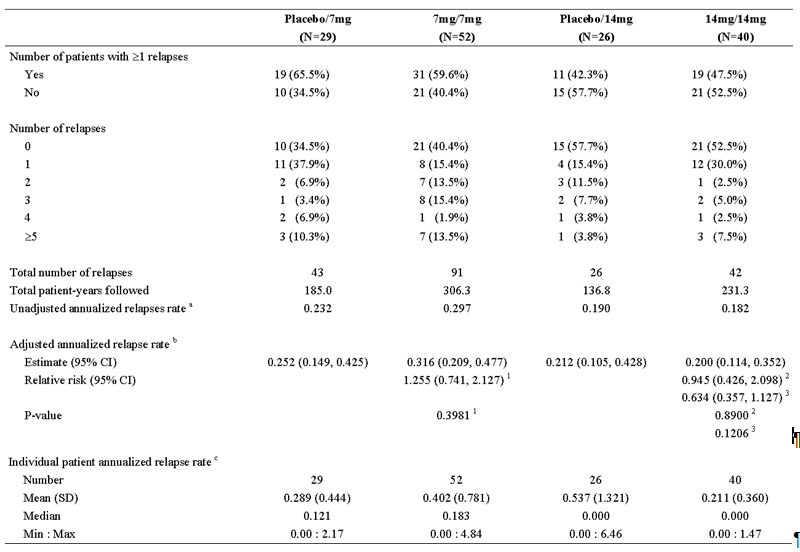 Placebo/7mg 7mg/7mg Placebo/14mg 14mg/14mg
(N=29) (N=52) (N=26) (N=40)
Number of patients with ≥1 relapses
Yes 19 (65.5%) 31 (59.6%) 11 (42.3%) 19 (47.5%)
No 10 (34.5%) 21 (40.4%) 15 (57.7%) 21 (52.5%)
Number of relapses
0 10 (34.5%) 21 (40.4%) 15 (57.7%) 21 (52.5%)
1 11 (37.9%) 8 (15.4%) 4 (15.4%) 12 (30.0%)
2 2 (6.9%) 7 (13.5%) 3 (11.5%) 1 (2.5%)
3 1 (3.4%) 8 (15.4%) 2 (7.7%) 2 (5.0%)
4 2 (6.9%) 1 (1.9%) 1 (3.8%) 1 (2.5%)
≥5 3 (10.3%) 7 (13.5%) 1 (3.8%) 3 (7.5%)
Total number of relapses 43 91 26 42
Total patient-years followed 185.0 306.3 136.8 231.3
Unadjusted annualized relapses rate a 0.232 0.297 0.190 0.182
Adjusted annualized relapse rate b
Estimate (95% CI) 0.252 (0.149, 0.425) 0.316 (0.209, 0.477) 0.212 (0.105, 0.428) 0.200 (0.114, 0.352)
Relative risk (95% CI) 1.255 (0.741, 2.127) 1 0.945 (0.426, 2.098) 2
0.634 (0.357, 1.127) 3
P-value 0.3981 1 0.8900 2
0.1206 3
¶
Individual patient annualized relapse rate c
Number 29 52 26 40
Mean (SD) 0.289 (0.444) 0.402 (0.781) 0.537 (1.321) 0.211 (0.360)
Median 0.121 0.183 0.000 0.000
Min : Max 0.00 : 2.17 0.00 : 4.84 0.00 : 6.46 0.00 : 1.47
¶